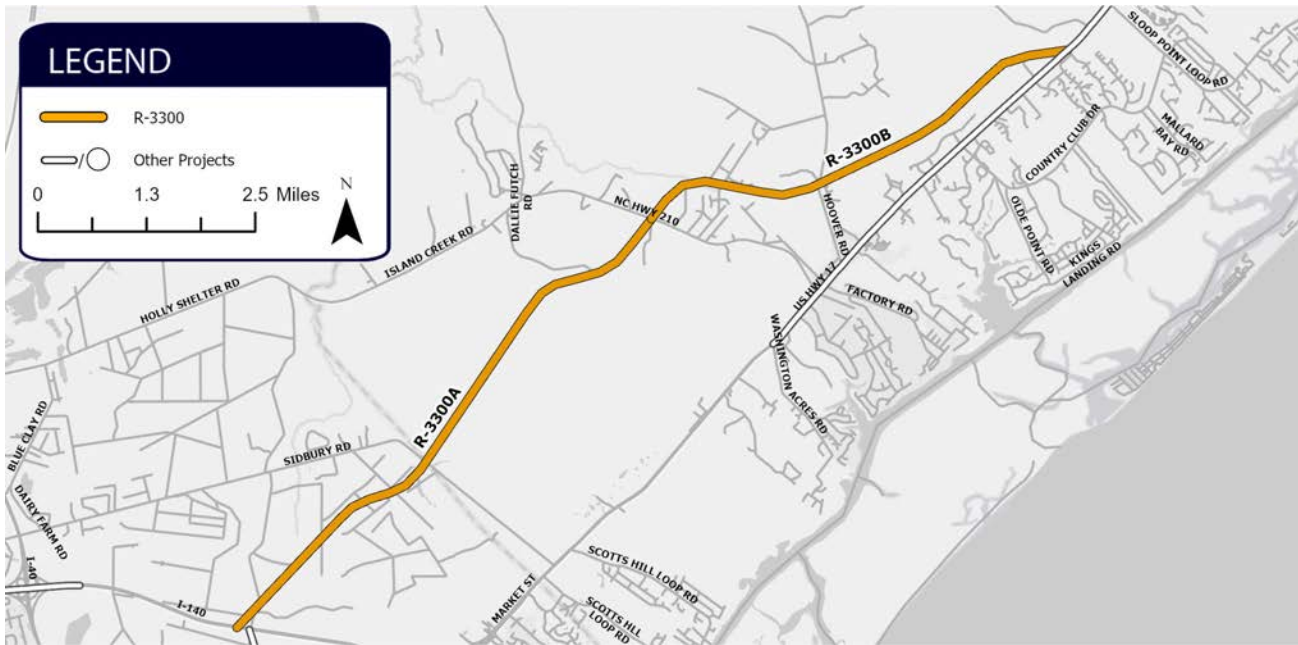 LEGEND
R-3300
Other Projects
0 1.3 2.5 Miles
N
SLOOP POINT LOOP RD
COUNTRY CLUB DR
MALLARD
BAY RD
R-3300B
DALLIE FUTCH
RD
NC HWY 210
HOOVER RD
OLDE POINT RD
KINGS
LANDING RD
ISLAND CREEK RD
HOLLY SHELTER RD
US HWY 17
FACTORY RD
WASHINGTON
ACRES RD
R-3300A
BLUE CLAY RD
SIDBURY RD
DAIRY FARM RD
I-40
I-140
MARKET ST
SCOTTS HILL LOOP RD
SCOTTS HLL
LOOP RD